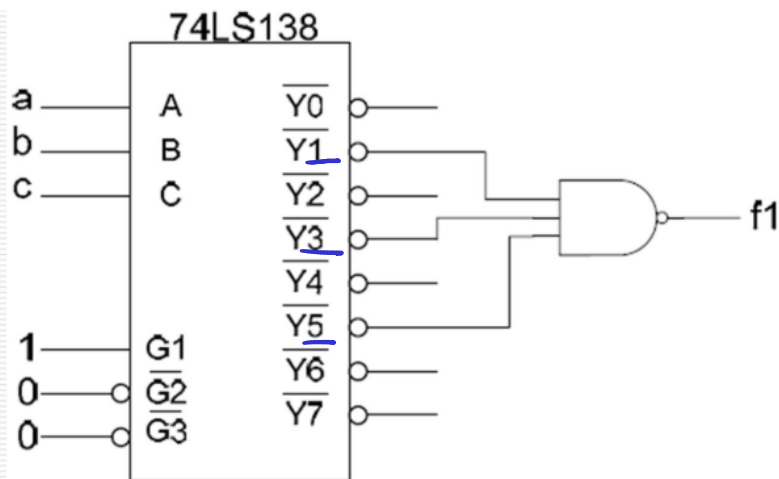 74LS138
a A Y0
b B Y1
c C Y2
Y3
Y4
Y5
1 G1
0 G2 Y6
0 G3 Y7
f1